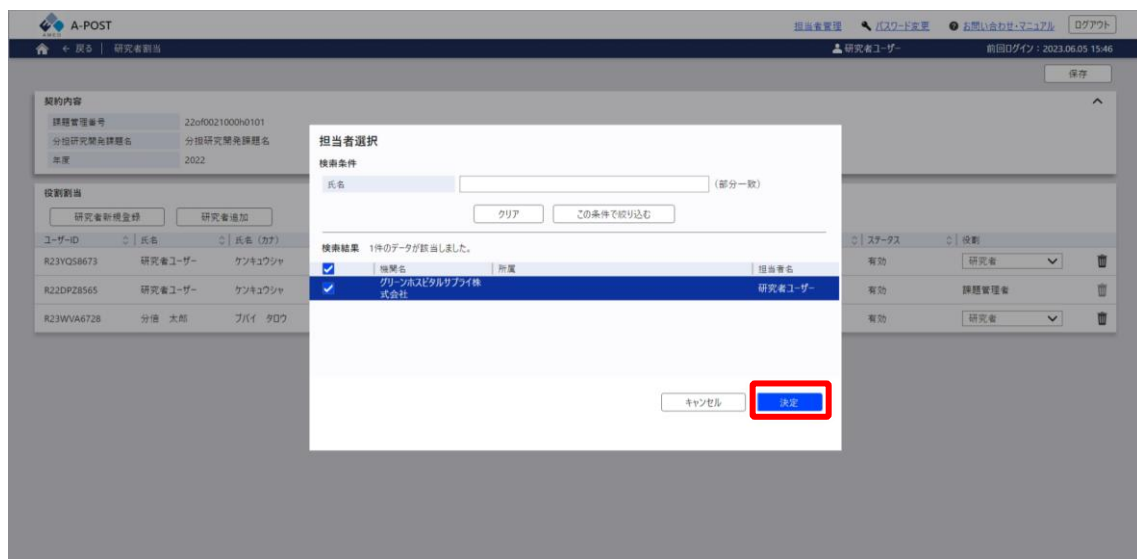 AMED A-POST 担当者管理 パスワード変更 お問い合わせ・マニュアル ログアウト
← 戻る 研究者割当 研究者ユーザー 前回ログイン：2023.06.05 15:46
保存
契約内容
課題管理番号 22of0021000h0101
分担研究開発課題名 分担研究開発課題名
年度 2022
役割割当
研究者新規登録 研究者追加
ユーザーID 氏名 氏名（カナ） ステータス 役割
R23YQS8673 研究者ユーザー ケンキュウシャ 有効 研究者
R22DPZ8565 研究者ユーザー ケンキュウシャ 有効 課題管理者
R23WVA6728 分倍 太郎 ブバイ タロウ 有効 研究者
担当者選択
検索条件
氏名 （部分一致）
クリア この条件で絞り込む
検索結果 1件のデータが該当しました。
機関名 所属 担当者名
グリーンホスピタルサプライ株 研究者ユーザー
式会社
キャンセル 決定